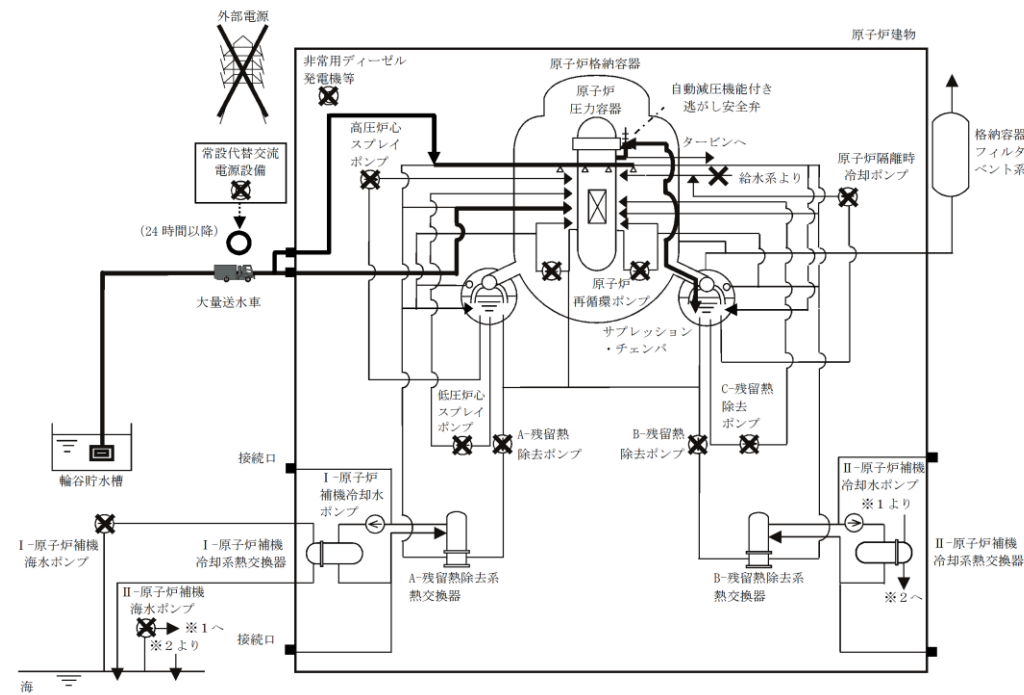 外部電源
原子炉建物
非常用ディーゼル
発電機等
原子炉格納容器
原子炉
圧力容器
自動減圧機能付き
逃がし安全弁
高圧炉心
スプレイ
ポンプ
タービンへ
給水系より
原子炉隔離時
冷却ポンプ
格納容器
フィルタ
ベント系
常設代替交流
電源設備
(24時間以降)
大量送水車
原子炉
再循環ポンプ
サプレッション
・チェンバ
低圧炉心
スプレイ
ポンプ
A-残留熱
除去ポンプ
B-残留熱
除去ポンプ
C-残留熱
除去
ポンプ
輪谷貯水槽
接続口
Ⅰ-原子炉
補機冷却水
ポンプ
Ⅱ-原子炉補機
冷却水ポンプ
※1より
Ⅰ-原子炉補機
海水ポンプ
Ⅰ-原子炉補機
冷却系熱交換器
A-残留熱除去系
熱交換器
B-残留熱除去系
熱交換器
Ⅱ-原子炉補機
冷却系熱交換器
※2へ
Ⅱ-原子炉補機
海水ポンプ
※1へ
※2より
接続口
海